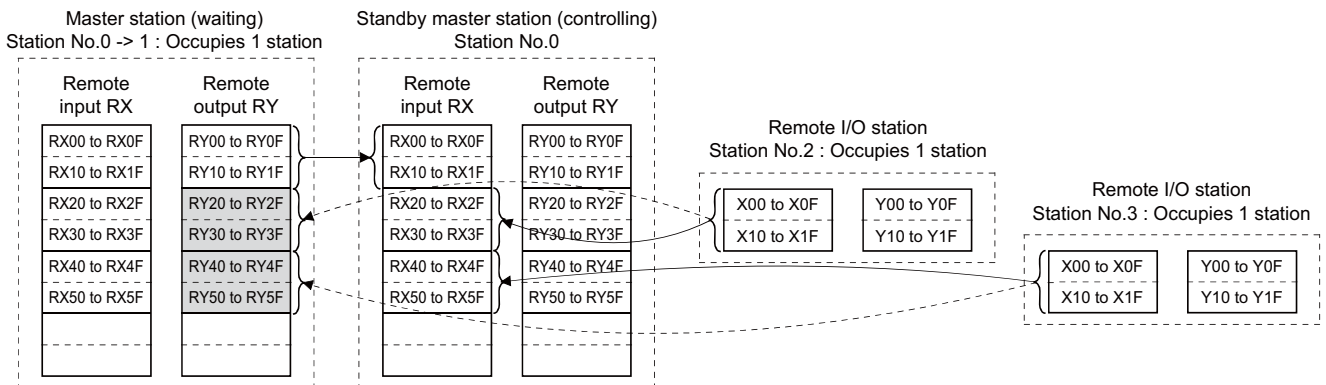 Master station (waiting)
Station No.0 -> 1 : Occupies 1 station
Remote
input RX
Remote
output RY
RX00 to RX0F
RX10 to RX1F
RX20 to RX2F
RX30 to RX3F
RX40 to RX4F
RX50 to RX5F
RY00 to RY0F
RY10 to RY1F
RY20 to RY2F
RY30 to RY3F
RY40 to RY4F
RY50 to RY5F
Standby master station (controlling)
Station No.0
Remote
input RX
Remote
output RY
RX00 to RX0F
RX10 to RX1F
RX20 to RX2F
RX30 to RX3F
RX40 to RX4F
RX50 to RX5F
RY00 to RY0F
RY10 to RY1F
RY20 to RY2F
RY30 to RY3F
RY40 to RY4F
RY50 to RY5F
Remote I/O station
Station No.2 : Occupies 1 station
X00 to X0F
X10 to X1F
Y00 to Y0F
Y10 to Y1F
Remote I/O station
Station No.3 : Occupies 1 station
X00 to X0F
X10 to X1F
Y00 to Y0F
Y10 to Y1F